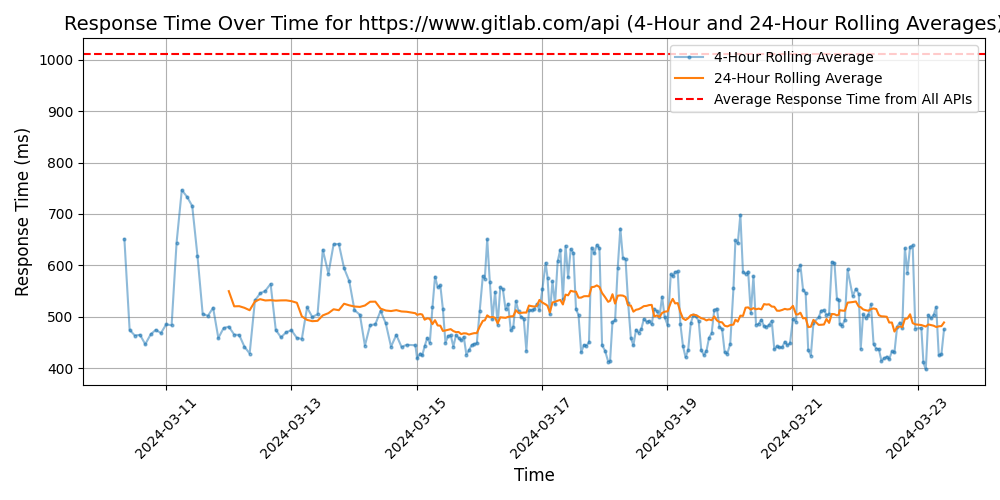 Response Time Over Time for https://www.gitlab.com/api (4-Hour and 24-Hour Rolling Averages)
4-Hour Rolling Average
24-Hour Rolling Average
Average Response Time from All APIs
Response Time (ms)
1000
900
800
700
600
500
400
2024-03-11
2024-03-13
2024-03-15
2024-03-17
2024-03-19
2024-03-21
2024-03-23
Time